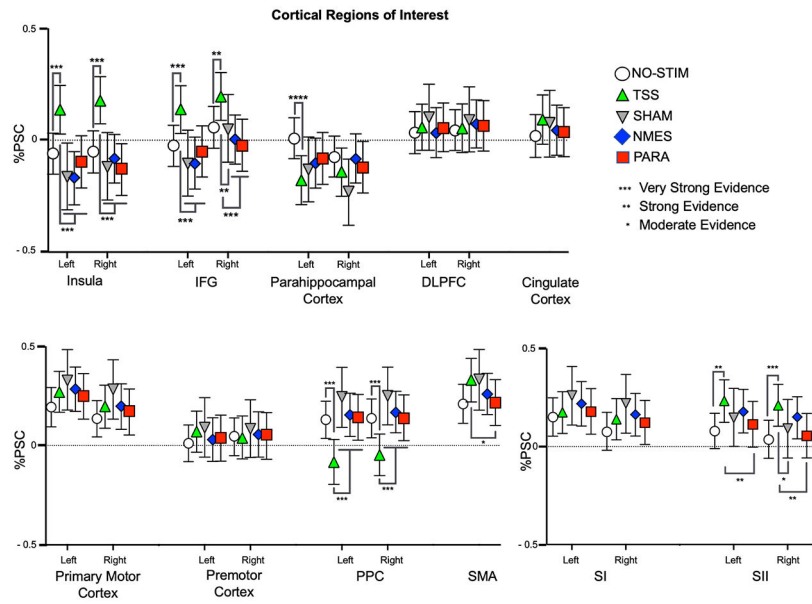 Cortical Regions of Interest
0.5
0
- 0.5
%PSC
***
***
***
**
****
***
***
***
**
***
Left
Right
Left
Right
Left
Right
Left
Right
Insula
IFG
Parahippocampal
Cortex
DLPFC
Cingulate
Cortex
NO-STIM
TSS
SHAM
NMES
PARA
*** Very Strong Evidence
** Strong Evidence
* Moderate Evidence
0.5
0
-0.5
%PSC
***
***
***
***
*
Left
Right
Left
Right
Left
Right
Primary Motor
Cortex
Premotor
Cortex
PPC
SMA
0.5
0
-0.5
%PSC
**
***
**
*
**
Left
Right
Left
Right
SI
SII